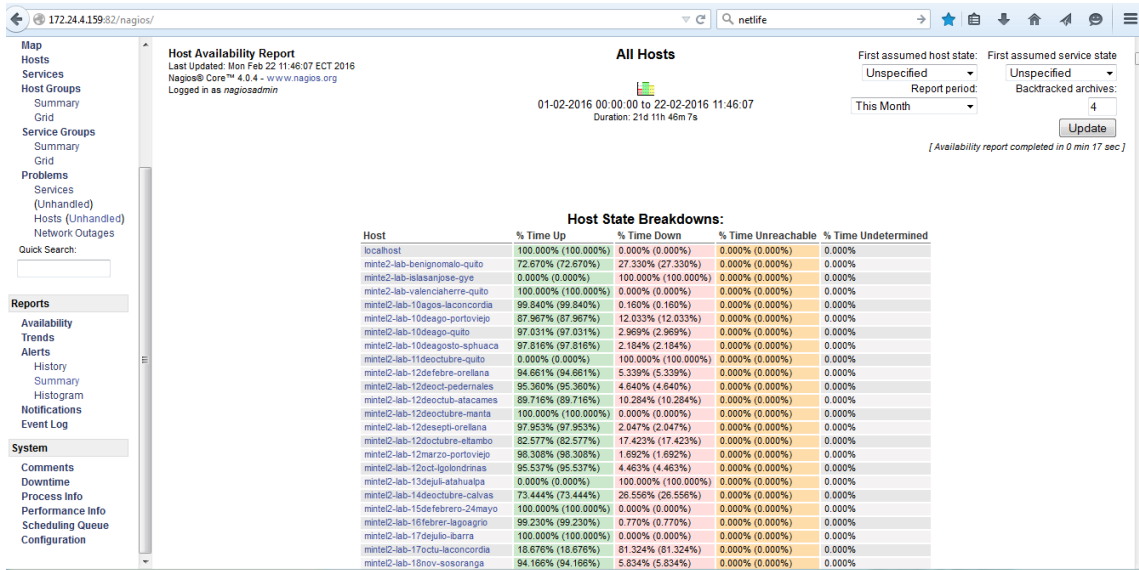 172.24.4.159:82/nagios/
netlife
Map
Hosts
Services
Host Groups
Summary
Grid
Service Groups
Summary
Grid
Problems
Services
(Unhandled)
Hosts (Unhandled)
Network Outages
Quick Search:
Reports
Availability
Trends
Alerts
History
Summary
Histogram
Notifications
Event Log
System
Comments
Downtime
Process Info
Performance Info
Scheduling Queue
Configuration
Host Availability Report
Last Updated: Mon Feb 22 11:46:07 ECT 2016
Nagios® Core™ 4.0.4 - www.nagios.org
Logged in as nagiosadmin
All Hosts
01-02-2016 00:00:00 to 22-02-2016 11:46:07
Duration: 21d 11h 46m 7s
First assumed host state: First assumed service state
Unspecified Unspecified
Report period: Backtracked archives:
This Month 4
Update
[ Availability report completed in 0 min 17 sec ]
Host State Breakdowns:
Host % Time Up % Time Down % Time Unreachable % Time Undetermined
localhost 100.000% (100.000%) 0.000% (0.000%) 0.000% (0.000%) 0.000%
minte2-lab-benignomalo-quito 72.670% (72.670%) 27.330% (27.330%) 0.000% (0.000%) 0.000%
minte2-lab-islasanjose-gye 0.000% (0.000%) 100.000% (100.000%) 0.000% (0.000%) 0.000%
minte2-lab-valenciaherre-quito 100.000% (100.000%) 0.000% (0.000%) 0.000% (0.000%) 0.000%
mintel2-lab-10agos-laconcordia 99.840% (99.840%) 0.160% (0.160%) 0.000% (0.000%) 0.000%
mintel2-lab-10deago-portoviejo 87.967% (87.967%) 12.033% (12.033%) 0.000% (0.000%) 0.000%
mintel2-lab-10deago-quito 97.031% (97.031%) 2.969% (2.969%) 0.000% (0.000%) 0.000%
mintel2-lab-10deagosto-sphuaca 97.816% (97.816%) 2.184% (2.184%) 0.000% (0.000%) 0.000%
mintel2-lab-11deoctubre-quito 0.000% (0.000%) 100.000% (100.000%) 0.000% (0.000%) 0.000%
mintel2-lab-12defebre-orellana 94.661% (94.661%) 5.339% (5.339%) 0.000% (0.000%) 0.000%
mintel2-lab-12deoct-pedernales 95.360% (95.360%) 4.640% (4.640%) 0.000% (0.000%) 0.000%
mintel2-lab-12deoctub-atacames 89.716% (89.716%) 10.284% (10.284%) 0.000% (0.000%) 0.000%
mintel2-lab-12deoctubre-manta 100.000% (100.000%) 0.000% (0.000%) 0.000% (0.000%) 0.000%
mintel2-lab-12desepti-orellana 97.953% (97.953%) 2.047% (2.047%) 0.000% (0.000%) 0.000%
mintel2-lab-12doctubre-eltambo 82.577% (82.577%) 17.423% (17.423%) 0.000% (0.000%) 0.000%
mintel2-lab-12marzo-portoviejo 98.308% (98.308%) 1.692% (1.692%) 0.000% (0.000%) 0.000%
mintel2-lab-12oct-lgolondrinas 95.537% (95.537%) 4.463% (4.463%) 0.000% (0.000%) 0.000%
mintel2-lab-13dejuli-atahualpa 0.000% (0.000%) 100.000% (100.000%) 0.000% (0.000%) 0.000%
mintel2-lab-14deoctubre-calvas 73.444% (73.444%) 26.556% (26.556%) 0.000% (0.000%) 0.000%
mintel2-lab-15defebrero-24mayo 100.000% (100.000%) 0.000% (0.000%) 0.000% (0.000%) 0.000%
mintel2-lab-16febrer-lagoagrio 99.230% (99.230%) 0.770% (0.770%) 0.000% (0.000%) 0.000%
mintel2-lab-17dejulio-ibarra 100.000% (100.000%) 0.000% (0.000%) 0.000% (0.000%) 0.000%
mintel2-lab-17octu-laconcordia 18.676% (18.676%) 81.324% (81.324%) 0.000% (0.000%) 0.000%
mintel2-lab-18nov-sosoranga 94.166% (94.166%) 5.834% (5.834%) 0.000% (0.000%) 0.000%